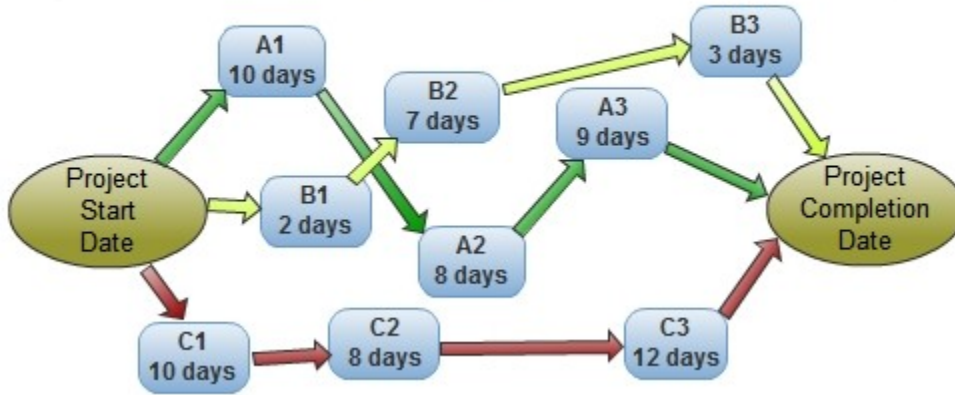 A1
10 days
B3
3 days
B2
7 days
A3
9 days
Project
Start
Date
B1
2 days
Project
Completion
Date
A2
8 days
C1
10 days
C2
8 days
C3
12 days